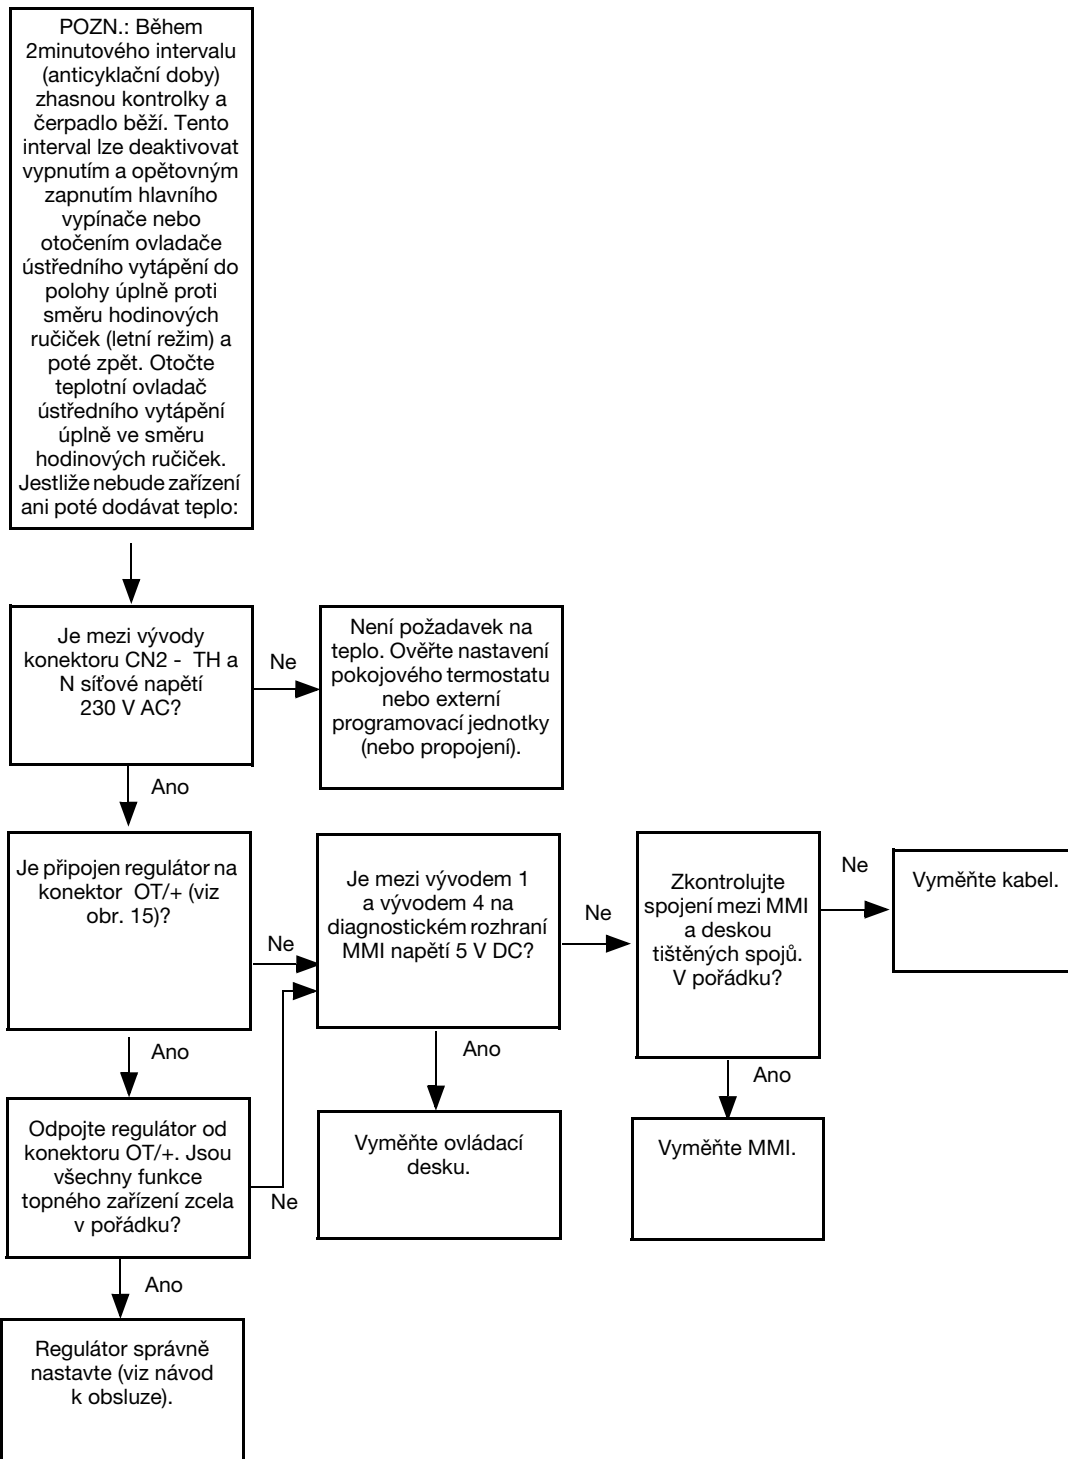 POZN.: Během
2minutového intervalu
(anticyklační doby)
zhasnou kontrolky a
čerpadlo běží. Tento
interval lze deaktivovat
vypnutím a opětovným
zapnutím hlavního
vypínače nebo
otočením ovladače
ústředního vytápění do
polohy úplně proti
směru hodinových
ručiček (letní režim) a
poté zpět. Otočte
teplotní ovladač
ústředního vytápění
úplně ve směru
hodinových ručiček.
Jestliže nebude zařízení
ani poté dodávat teplo:
Je mezi vývody
konektoru CN2 - TH a
N síťové napětí
230 V AC?
Ne
Není požadavek na
teplo. Ověřte nastavení
pokojového termostatu
nebo externí
programovací jednotky
(nebo propojení).
Ano
Je připojen regulátor na
konektor OT/+ (viz
obr. 15)?
Ne
Je mezi vývodem 1
a vývodem 4 na
diagnostickém rozhraní
MMI napětí 5 V DC?
Ne
Zkontrolujte
spojení mezi MMI
a deskou
tištěných spojů.
V pořádku?
Ne
Vyměňte kabel.
Ano
Ano
Ano
Odpojte regulátor od
konektoru OT/+. Jsou
všechny funkce
topného zařízení zcela
v pořádku?
Ne
Vyměňte ovládací
desku.
Vyměňte MMI.
Ano
Regulátor správně
nastavte (viz návod
k obsluze).